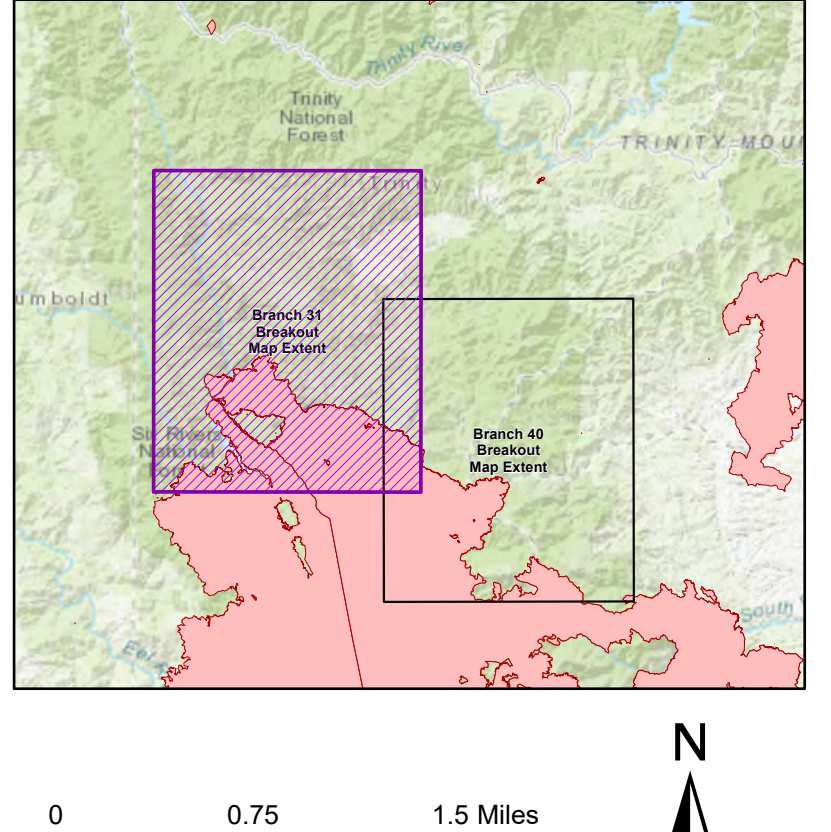 Trinity River
Trinity
National
Forest
TRINITY MOU
Trinity
umboldt
Branch 31
Breakout
Map Extent
Branch 40
Breakout
Map Extent
Six Rivers
National
Forest
South
Eel
N
0 0.75 1.5 Miles